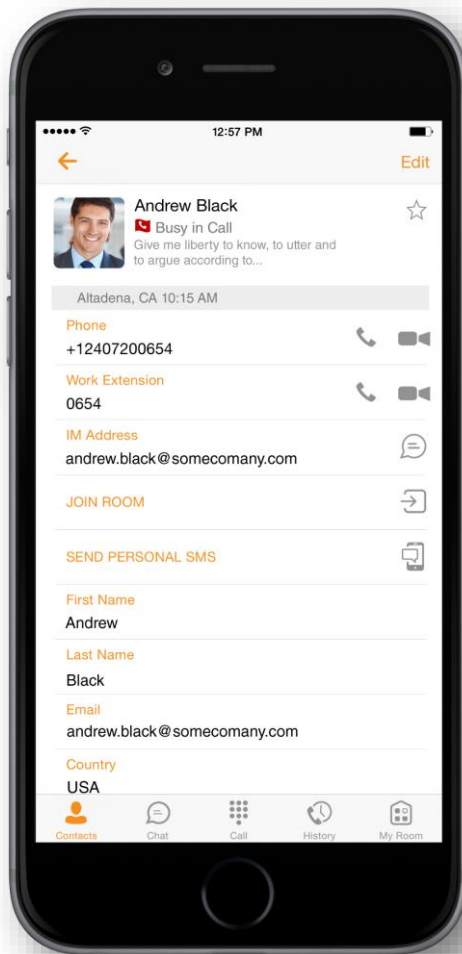 12:57 PM
Edit
Andrew Black
Busy in Call
Give me liberty to know, to utter and
to argue according to...
Altadena, CA 10:15 AM
Phone
+12407200654
Work Extension
0654
IM Address
andrew.black@somecomany.com
JOIN ROOM
SEND PERSONAL SMS
First Name
Andrew
Last Name
Black
Email
andrew.black@somecomany.com
Country
USA
Contacts Chat Call History My Room